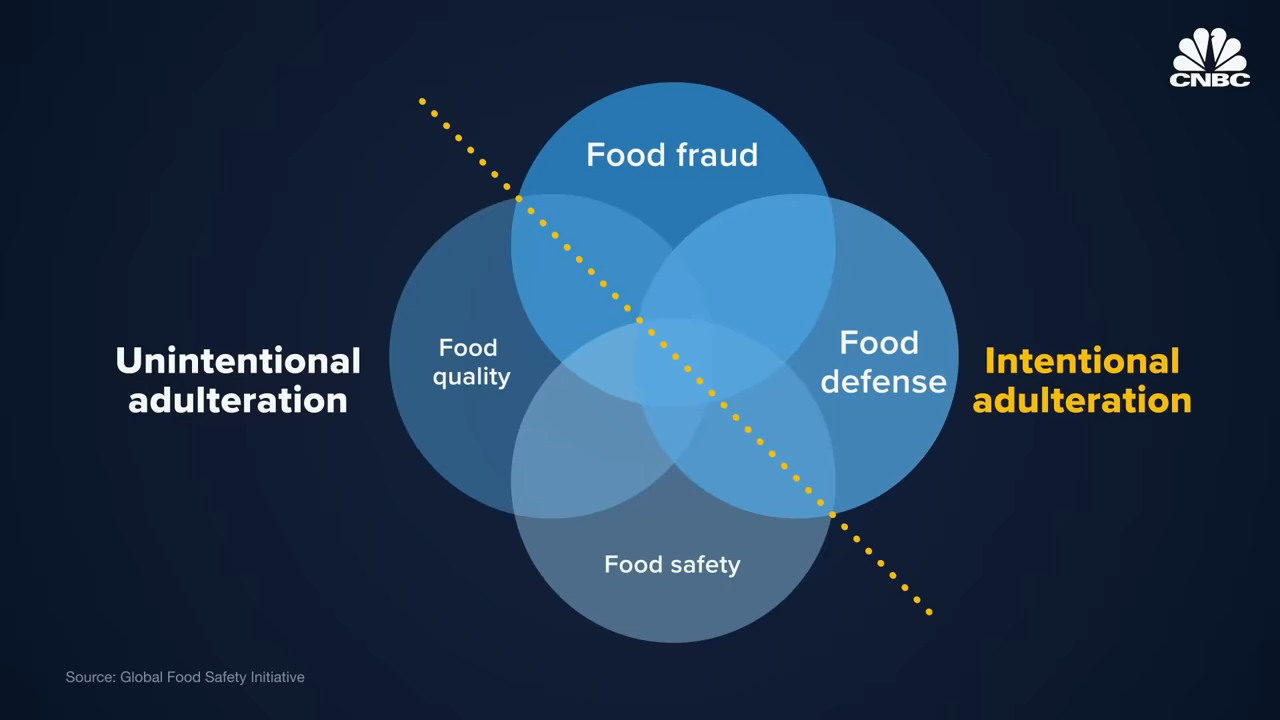 CNBC
Food fraud
Unintentional
adulteration
Food
quality
Food
defense
Intentional
adulteration
Food safety
Source: Global Food Safety Initiative